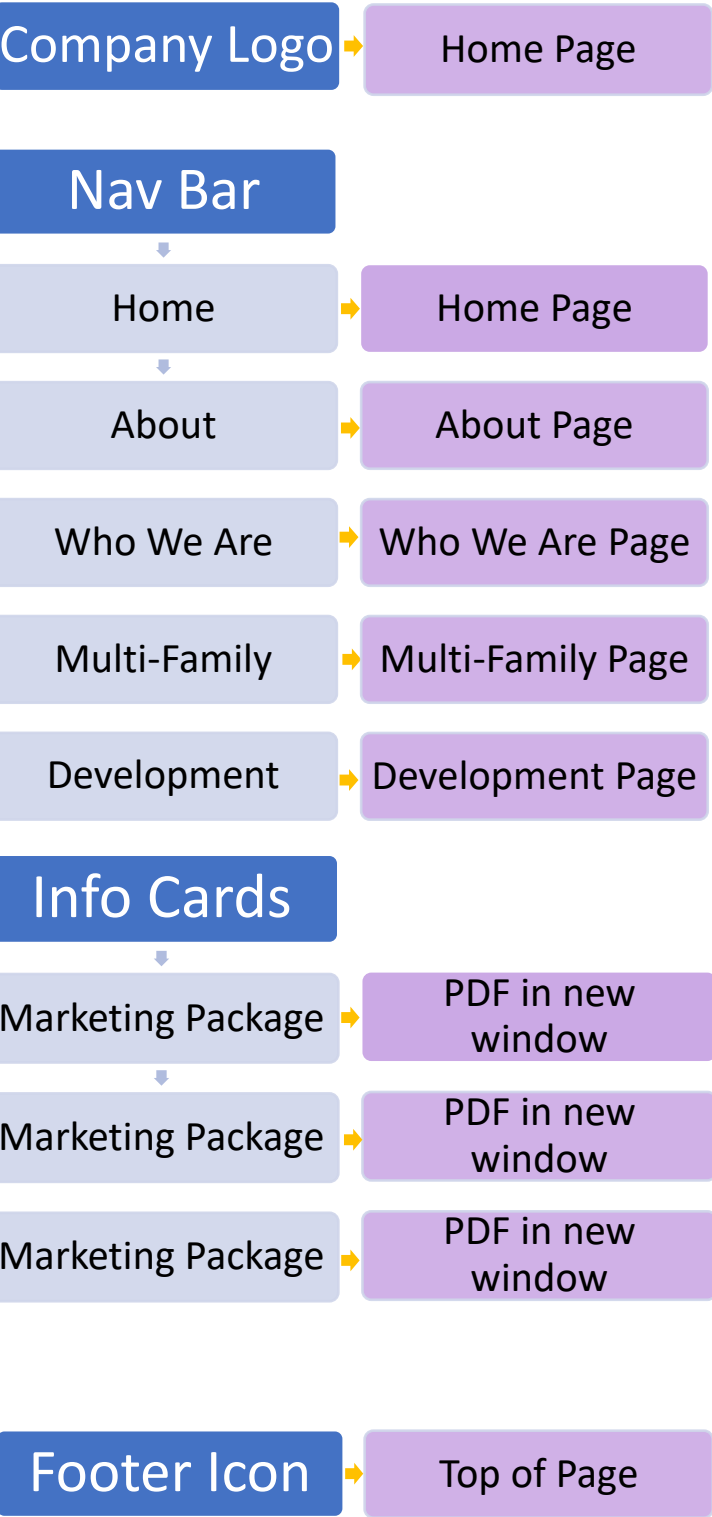 Company Logo
Home Page
Nav Bar
Home
Home Page
About
About Page
Who We Are
Who We Are Page
Multi-Family
Multi-Family Page
Development
Development Page
Info Cards
Marketing Package
PDF in new
window
Marketing Package
PDF in new
window
Marketing Package
PDF in new
window
Footer Icon
Top of Page